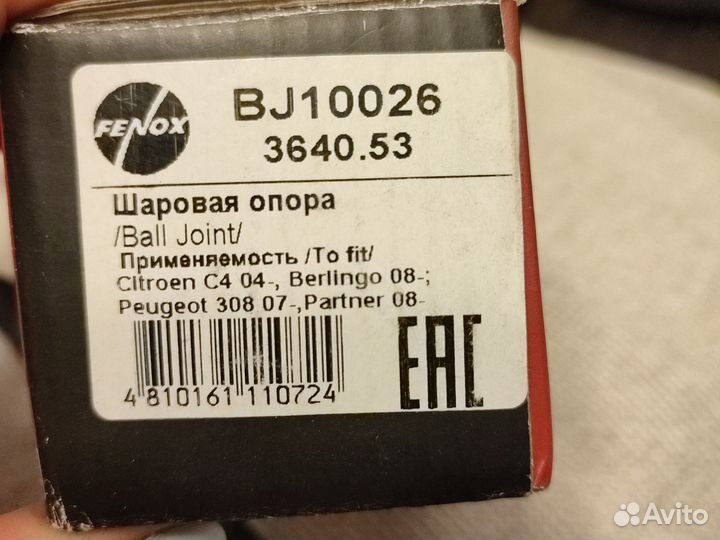 FENOX
BJ10026
3640.53
Шаровая опора
/Ball Joint/
Применяемость /To fit/
Citroen C4 04-, Berlingo 08-;
Peugeot 308 07-,Partner 08-
4 810161 110724
EAC
Avito